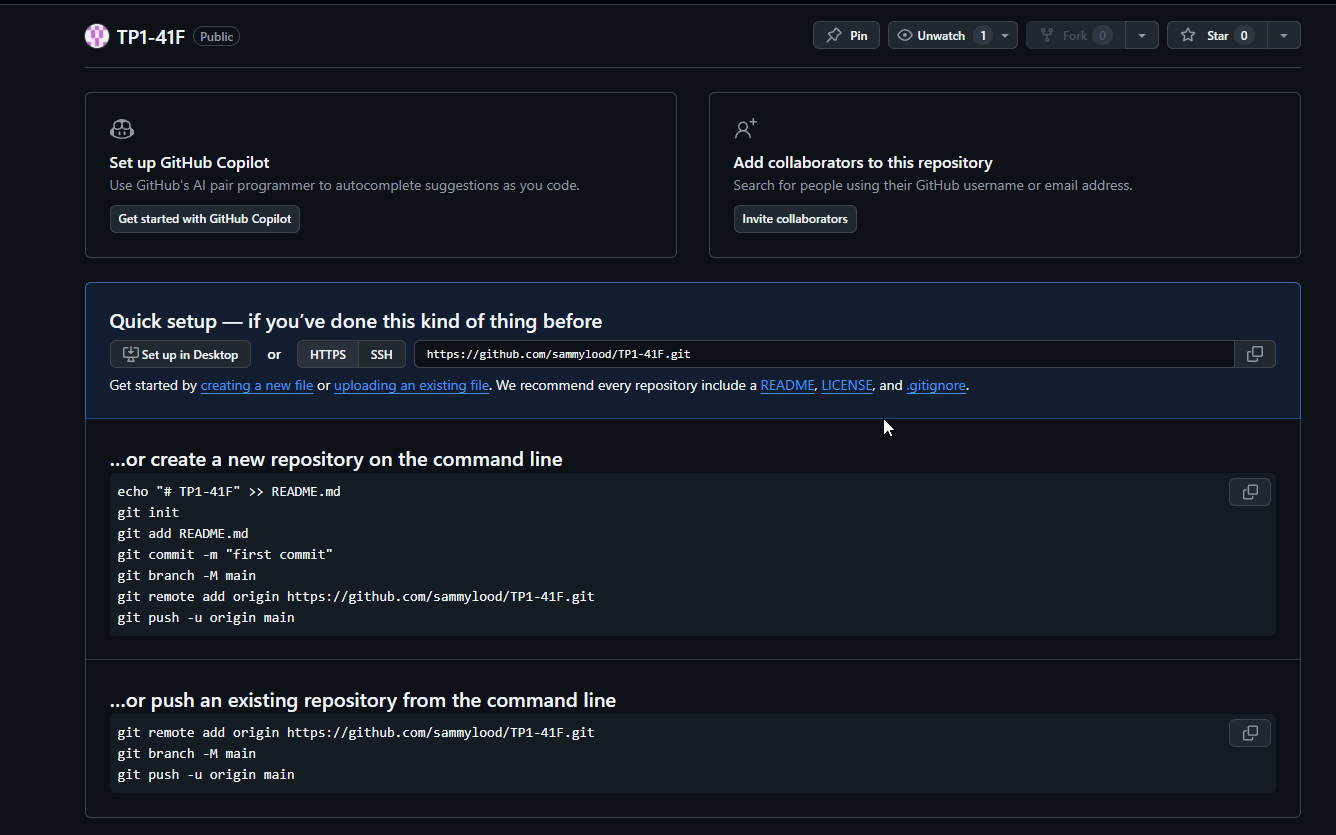 TP1-41F Public
Pin Unwatch 1 Fork 0 Star 0
Set up GitHub Copilot
Use GitHub's AI pair programmer to autocomplete suggestions as you code.
Get started with GitHub Copilot
Add collaborators to this repository
Search for people using their GitHub username or email address.
Invite collaborators
Quick setup — if you’ve done this kind of thing before
Set up in Desktop or HTTPS SSH https://github.com/sammylood/TP1-41F.git
Get started by creating a new file or uploading an existing file. We recommend every repository include a README, LICENSE, and .gitignore.
…or create a new repository on the command line
echo "# TP1-41F" >> README.md
git init
git add README.md
git commit -m "first commit"
git branch -M main
git remote add origin https://github.com/sammylood/TP1-41F.git
git push -u origin main
…or push an existing repository from the command line
git remote add origin https://github.com/sammylood/TP1-41F.git
git branch -M main
git push -u origin main